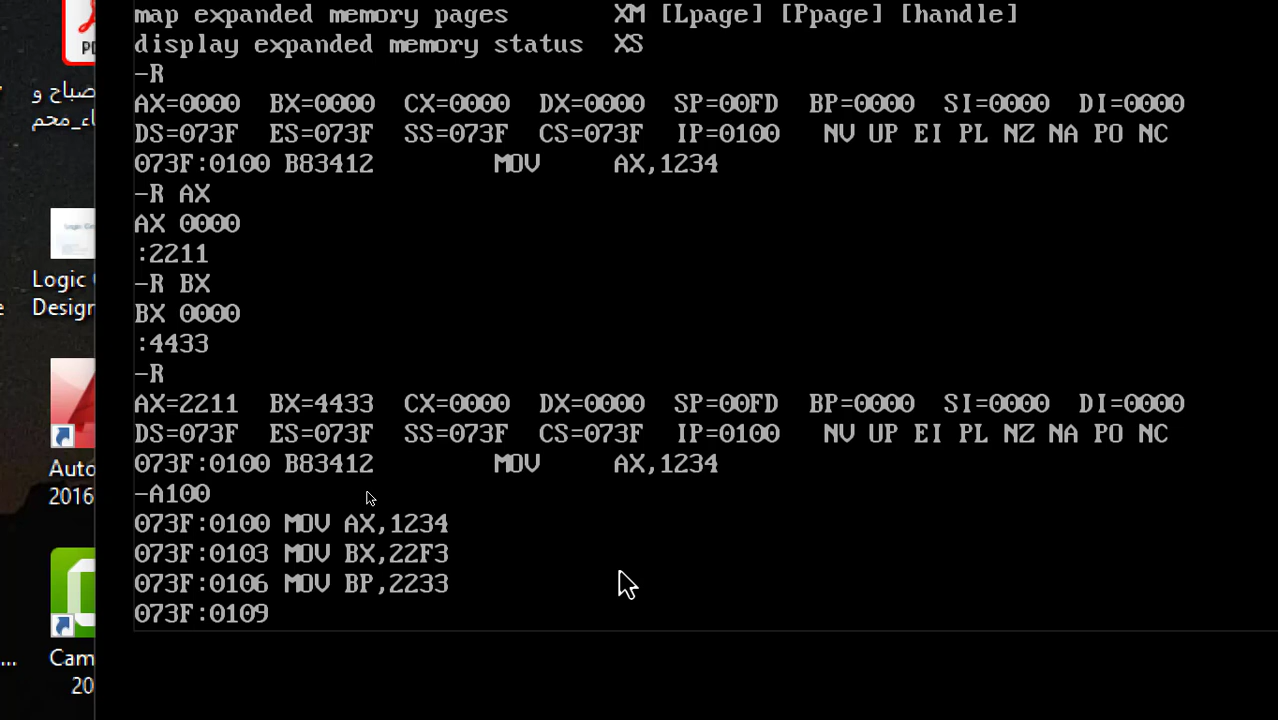 map expanded memory pages XM [Lpage] [Ppage] [handle]
display expanded memory status XS
-R
AX=0000 BX=0000 CX=0000 DX=0000 SP=00FD BP=0000 SI=0000 DI=0000
DS=073F ES=073F SS=073F CS=073F IP=0100 NV UP EI PL NZ NA PO NC
073F:0100 B83412 MOV AX,1234
-R AX
AX 0000
:2211
-R BX
BX 0000
:4433
-R
AX=2211 BX=4433 CX=0000 DX=0000 SP=00FD BP=0000 SI=0000 DI=0000
DS=073F ES=073F SS=073F CS=073F IP=0100 NV UP EI PL NZ NA PO NC
073F:0100 B83412 MOV AX,1234
-A100
073F:0100 MOV AX,1234
073F:0103 MOV BX,22F3
073F:0106 MOV BP,2233
073F:0109
PD
صباح و
Logic
Design
Auto
2016
Cam
20